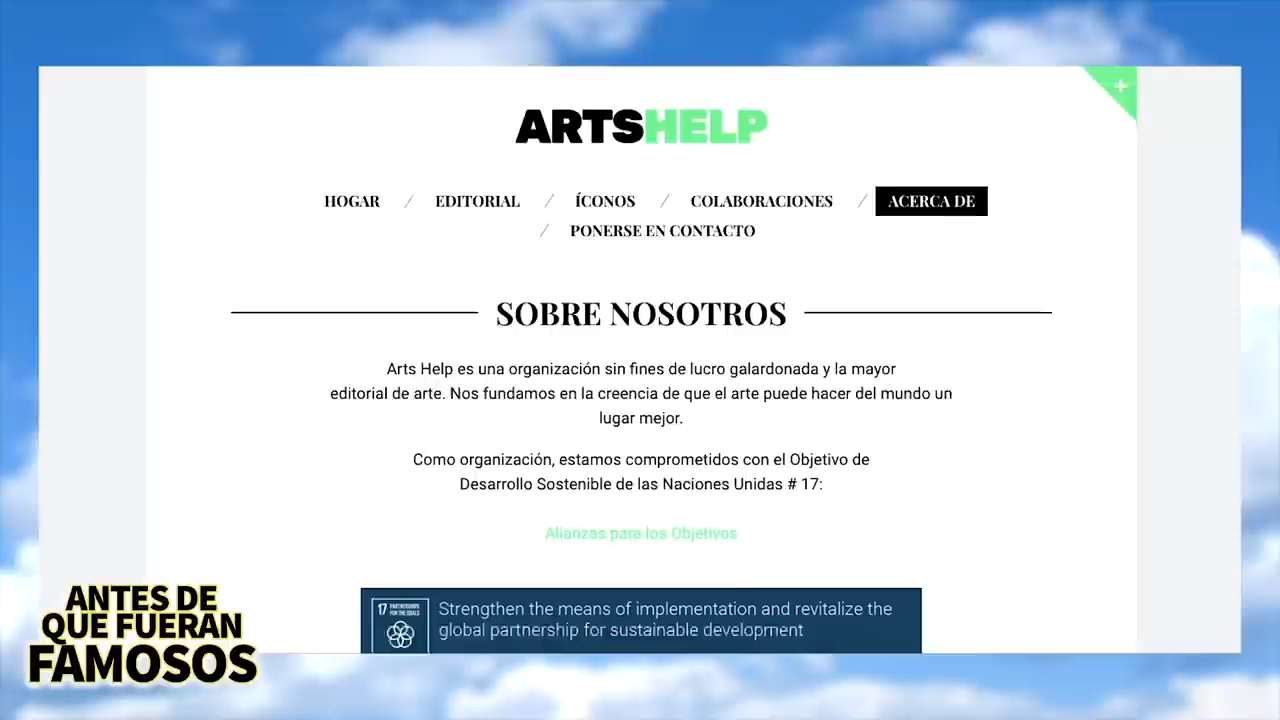 ARTSHELP
HOGAR / EDITORIAL / ÍCONOS / COLABORACIONES / ACERCA DE
/ PONERSE EN CONTACTO
SOBRE NOSOTROS
Arts Help es una organización sin fines de lucro galardonada y la mayor
editorial de arte. Nos fundamos en la creencia de que el arte puede hacer del mundo un
lugar mejor.
Como organización, estamos comprometidos con el Objetivo de
Desarrollo Sostenible de las Naciones Unidas # 17:
Alianzas para los Objetivos
17 PARTNERSHIPS
FOR THE GOALS
Strengthen the means of implementation and revitalize the
global partnership for sustainable development
ANTES DE
QUE FUERAN
FAMOSOS